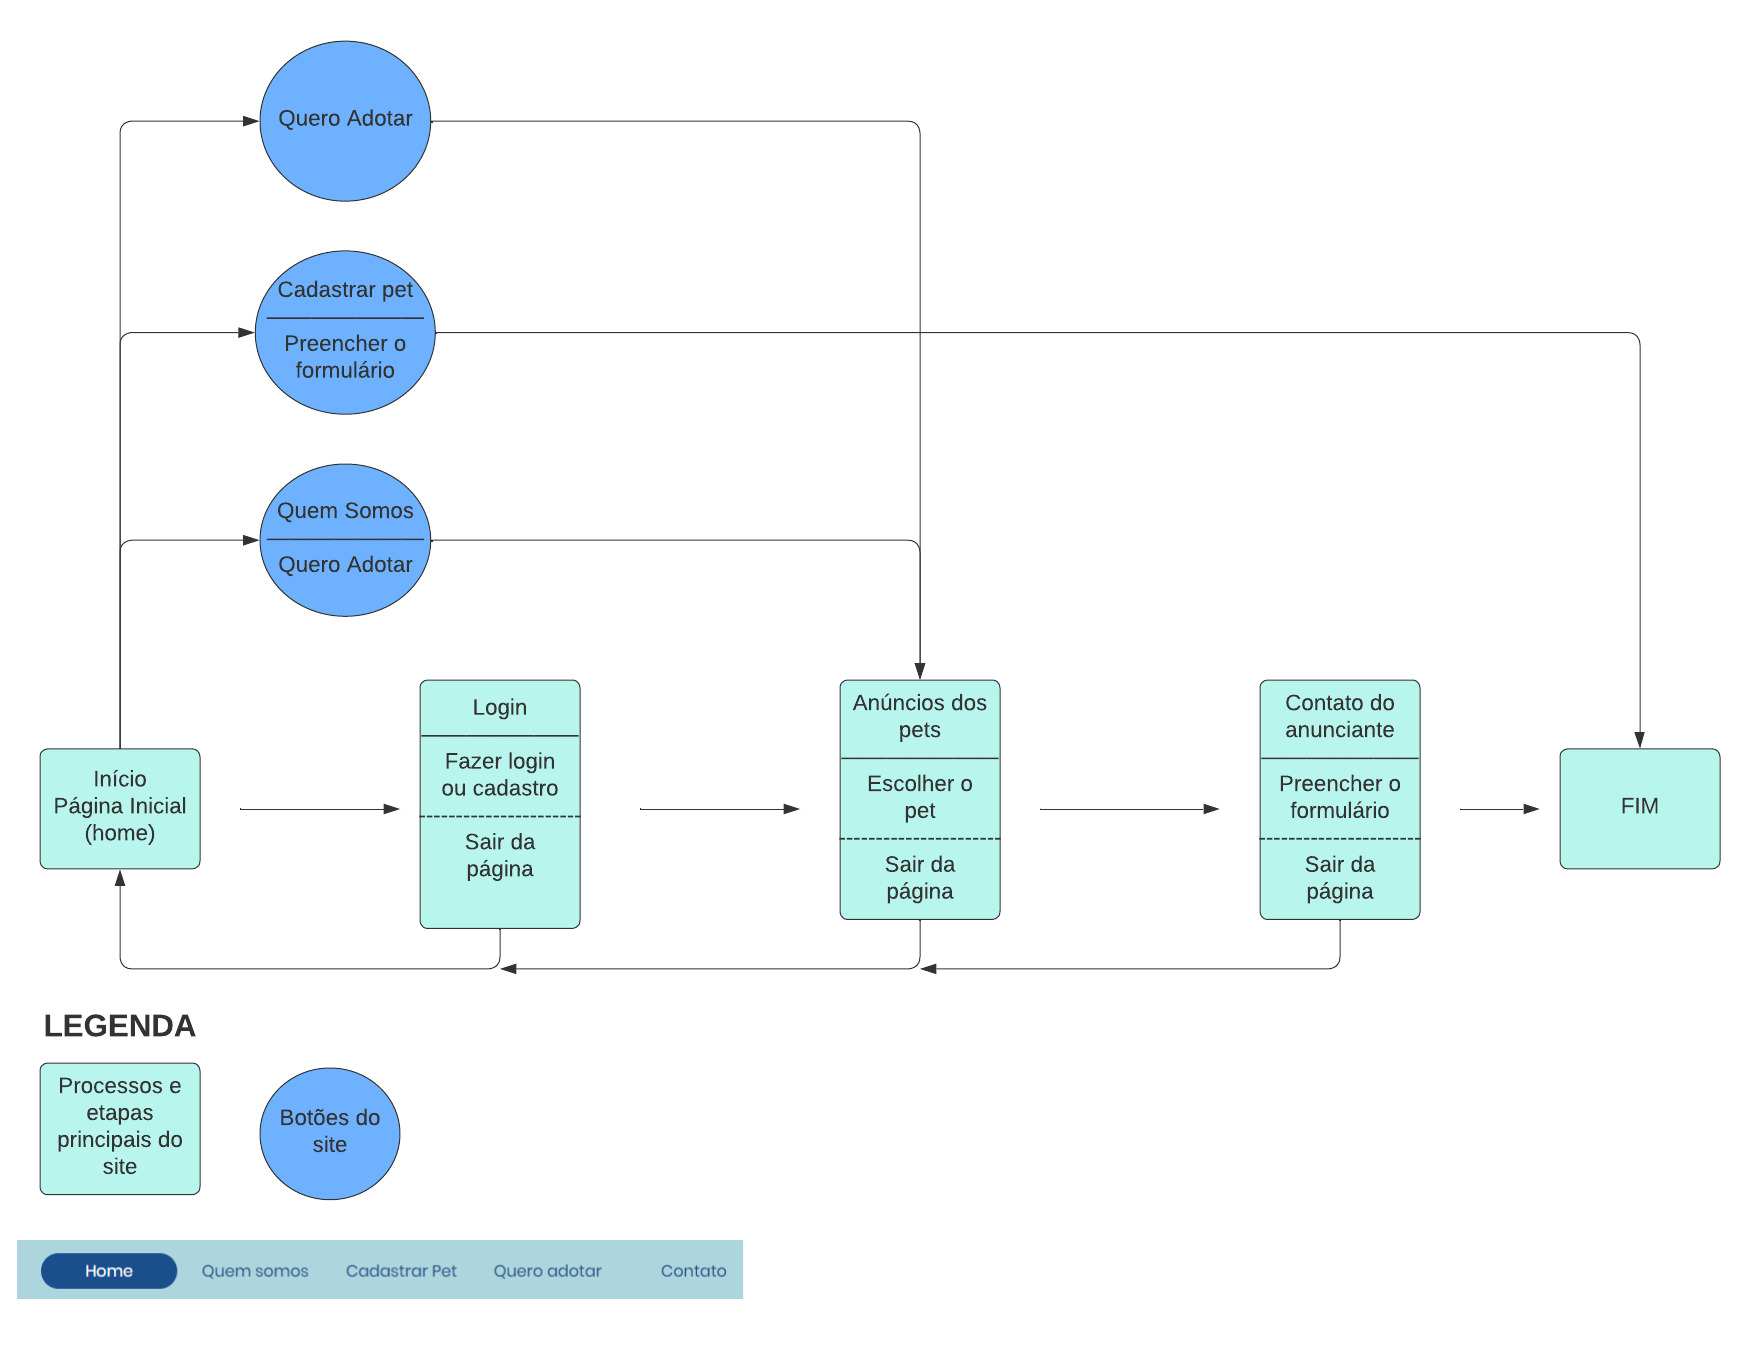 Quero Adotar
Cadastrar pet
Preencher o
formulário
Quem Somos
Quero Adotar
Início
Página Inicial
(home)
Login
Fazer login
ou cadastro
Sair da
página
Anúncios dos
pets
Escolher o
pet
Sair da
página
Contato do
anunciante
Preencher o
formulário
Sair da
página
FIM
LEGENDA
Processos e
etapas
principais do
site
Botões do
site
Home Quem somos Cadastrar Pet Quero adotar Contato